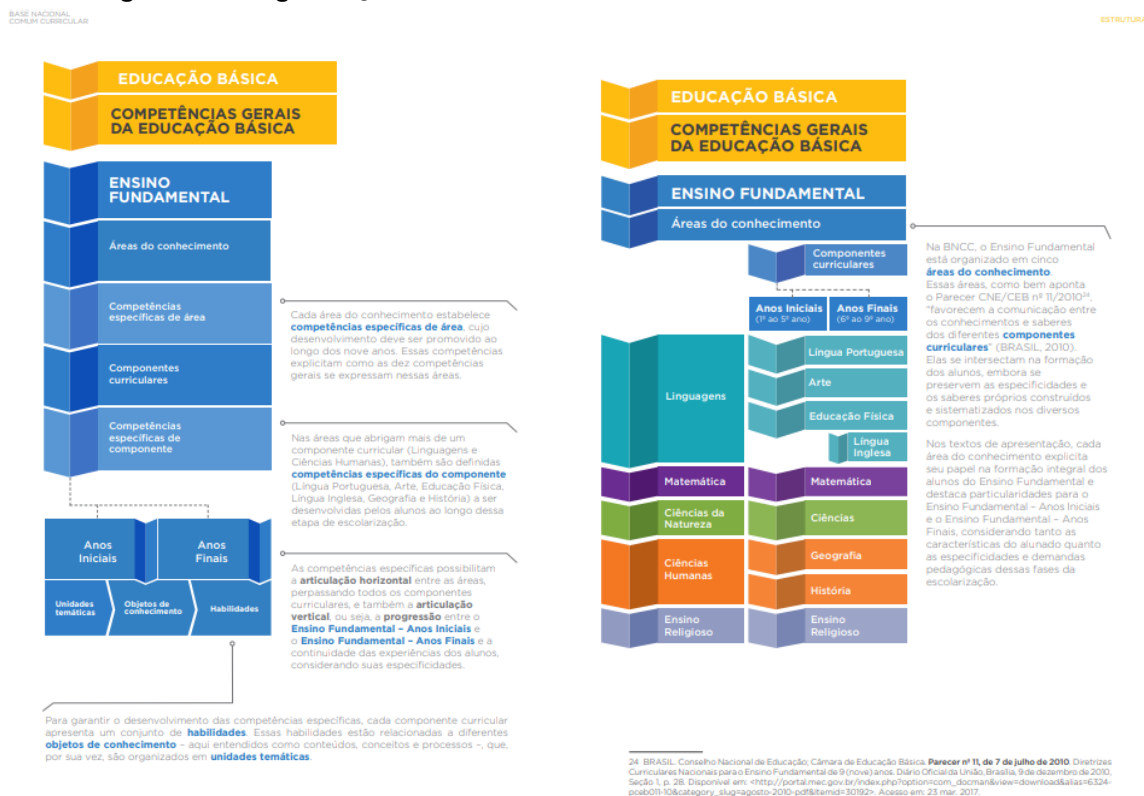 BASE NACIONAL
COMUM CURRICULAR
EDUCAÇÃO BÁSICA
COMPETÊNCIAS GERAIS
DA EDUCAÇÃO BÁSICA
ENSINO
FUNDAMENTAL
Áreas do conhecimento
Competências
específicas de área
Componentes
curriculares
Competências
específicas de
componente
Cada área do conhecimento estabelece
competências específicas de área, cujo
desenvolvimento deve ser promovido ao
longo dos nove anos. Essas competências
explicitam como as dez competências
gerais se expressam nessas áreas.
Nas áreas que abrigam mais de um
componente curricular (Linguagens e
Ciências Humanas), também são definidas
competências específicas do componente
(Língua Portuguesa, Arte, Educação Física,
Língua Inglesa, Geografia e História) a ser
desenvolvidas pelos alunos ao longo dessa
etapa de escolarização.
Anos
Iniciais
Anos
Finais
Unidades
temáticas
Objetos de
conhecimento
Habilidades
As competências específicas possibilitam
a articulação horizontal entre as áreas,
perpassando todos os componentes
curriculares, e também a articulação
vertical, ou seja, a progressão entre o
Ensino Fundamental – Anos Iniciais e
o Ensino Fundamental – Anos Finais e a
continuidade das experiências dos alunos,
considerando suas especificidades.
Para garantir o desenvolvimento das competências específicas, cada componente curricular
apresenta um conjunto de habilidades. Essas habilidades estão relacionadas a diferentes
objetos de conhecimento – aqui entendidos como conteúdos, conceitos e processos –, que,
por sua vez, são organizados em unidades temáticas.
EDUCAÇÃO BÁSICA
COMPETÊNCIAS GERAIS
DA EDUCAÇÃO BÁSICA
ENSINO FUNDAMENTAL
Áreas do conhecimento
Componentes
curriculares
Anos Iniciais
(1º ao 5º ano)
Anos Finais
(6º ao 9º ano)
Linguagens
Língua Portuguesa
Arte
Educação Física
Língua
Inglesa
Matemática
Matemática
Ciências da
Natureza
Ciências
Ciências
Humanas
Geografia
História
Ensino
Religioso
Ensino
Religioso
Na BNCC, o Ensino Fundamental
está organizado em cinco
áreas do conhecimento.
Essas áreas, como bem aponta
o Parecer CNE/CEB nº 11/2010²⁴,
"favorecem a comunicação entre
os conhecimentos e saberes
dos diferentes componentes
curriculares" (BRASIL, 2010).
Elas se intersectam na formação
dos alunos, embora se
preservem as especificidades e
os saberes próprios construídos
e sistematizados nos diversos
componentes.
Nos textos de apresentação, cada
área do conhecimento explicita
seu papel na formação integral dos
alunos do Ensino Fundamental e
destaca particularidades para o
Ensino Fundamental – Anos Iniciais
e o Ensino Fundamental – Anos
Finais, considerando tanto as
características do alunado quanto
as especificidades e demandas
pedagógicas dessas fases da
escolarização.
24 BRASIL. Conselho Nacional de Educação; Câmara de Educação Básica. Parecer nº 11, de 7 de julho de 2010. Diretrizes
Curriculares Nacionais para o Ensino Fundamental de 9 (nove) anos. Diário Oficial da União, Brasília, 9 de dezembro de 2010,
Seção 1, p. 28. Disponível em: <http://portal.mec.gov.br/index.php?option=com_docman&view=download&alias=6324-
pceb011-10&category_slug=agosto-2010-pdf&Itemid=30192>. Acesso em: 23 mar. 2017.